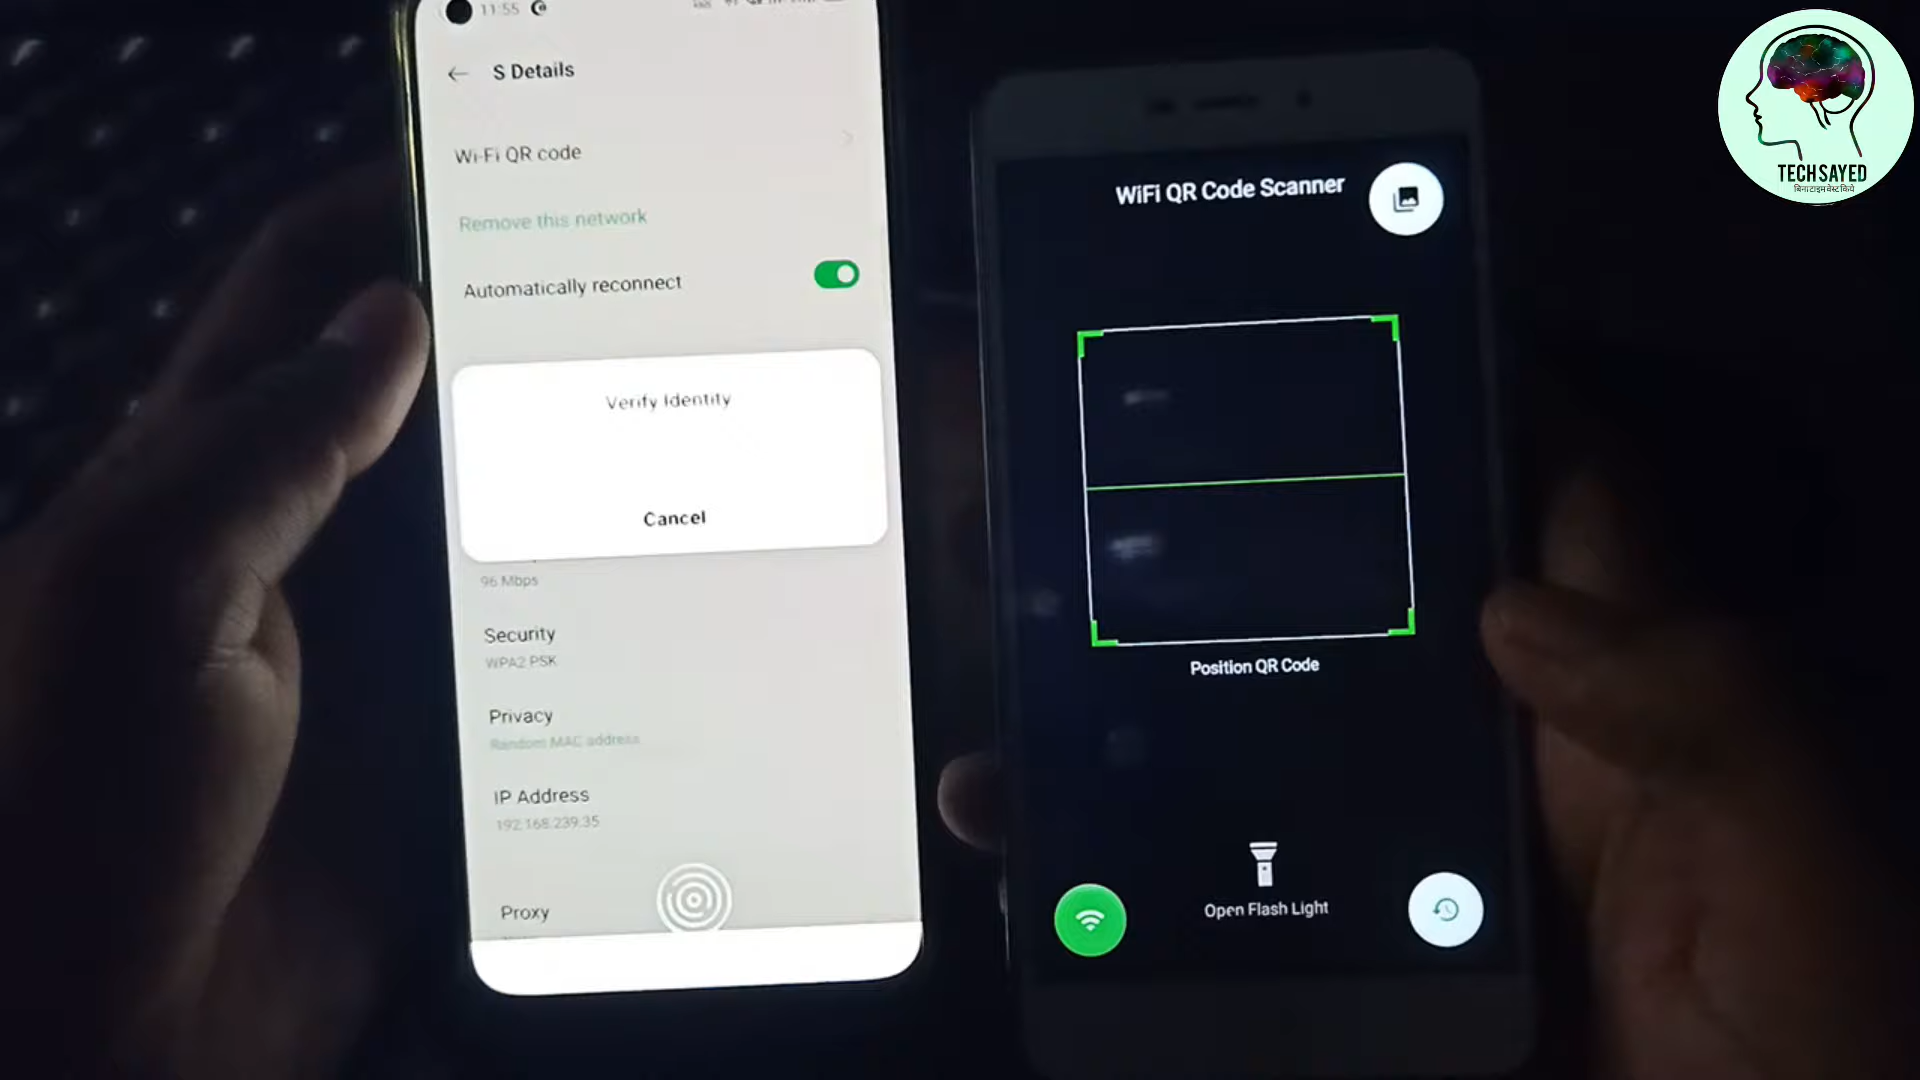 11:55
S Details
Wi-Fi QR code
Remove this network
Automatically reconnect
Verify Identity
Cancel
96 Mbps
Security
WPA2 PSK
Privacy
Random MAC address
IP Address
192.168.239.35
Proxy
WiFi QR Code Scanner
Position QR Code
Open Flash Light
TECH SAYED
बिना टाइम वेस्ट किये